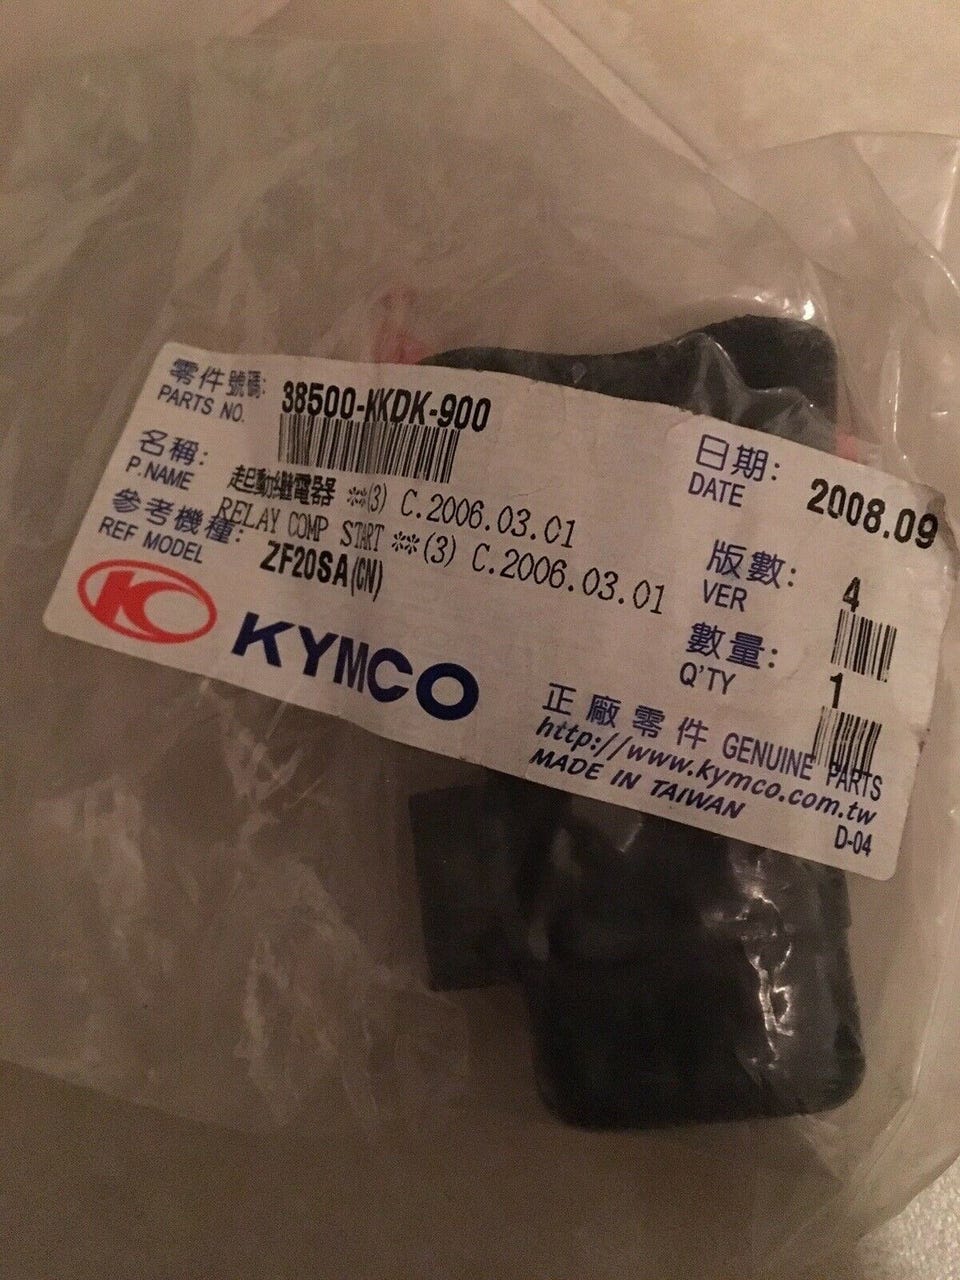 零件號碼: 38500-KKDK-900
PARTS NO.
名稱: 起動繼電器 **(3) C.2006.03.01
P.NAME RELAY COMP START **(3) C.2006.03.01
參考機種: ZF20SA(CN)
REF MODEL
KYMCO
日期: 2008.09
DATE
版數: 4
VER
數量: 1
Q'TY
正廠零件 GENUINE PARTS
http://www.kymco.com.tw
MADE IN TAIWAN
D-04